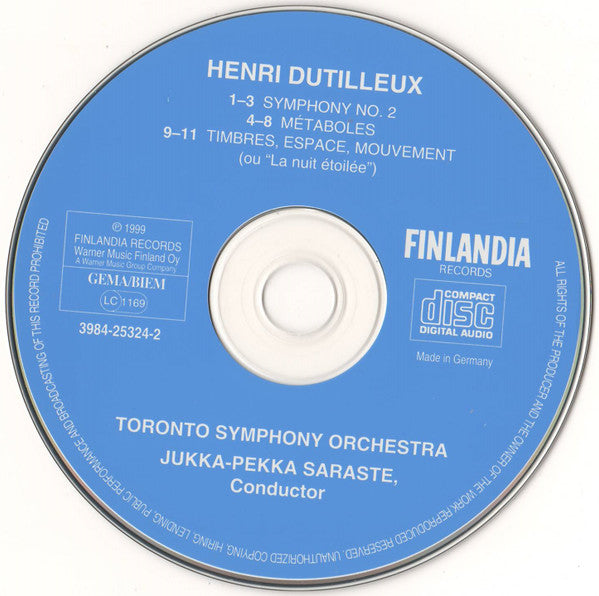 HENRI DUTILLEUX
1–3 SYMPHONY NO. 2
4–8 MÉTABOLES
9–11 TIMBRES, ESPACE, MOUVEMENT
(ou "La nuit étoilée")
℗ 1999
FINLANDIA RECORDS
Warner Music Finland Oy
A Warner Music Group Company
GEMA/BIEM
LC 1169
3984-25324-2
FINLANDIA
RECORDS
COMPACT
disc
DIGITAL AUDIO
Made in Germany
TORONTO SYMPHONY ORCHESTRA
JUKKA-PEKKA SARASTE,
Conductor
ALL RIGHTS OF THE PRODUCER AND THE OWNER OF THE WORK REPRODUCED RESERVED. UNAUTHORIZED COPYING, HIRING, LENDING, PUBLIC PERFORMANCE AND BROADCASTING OF THIS RECORD PROHIBITED